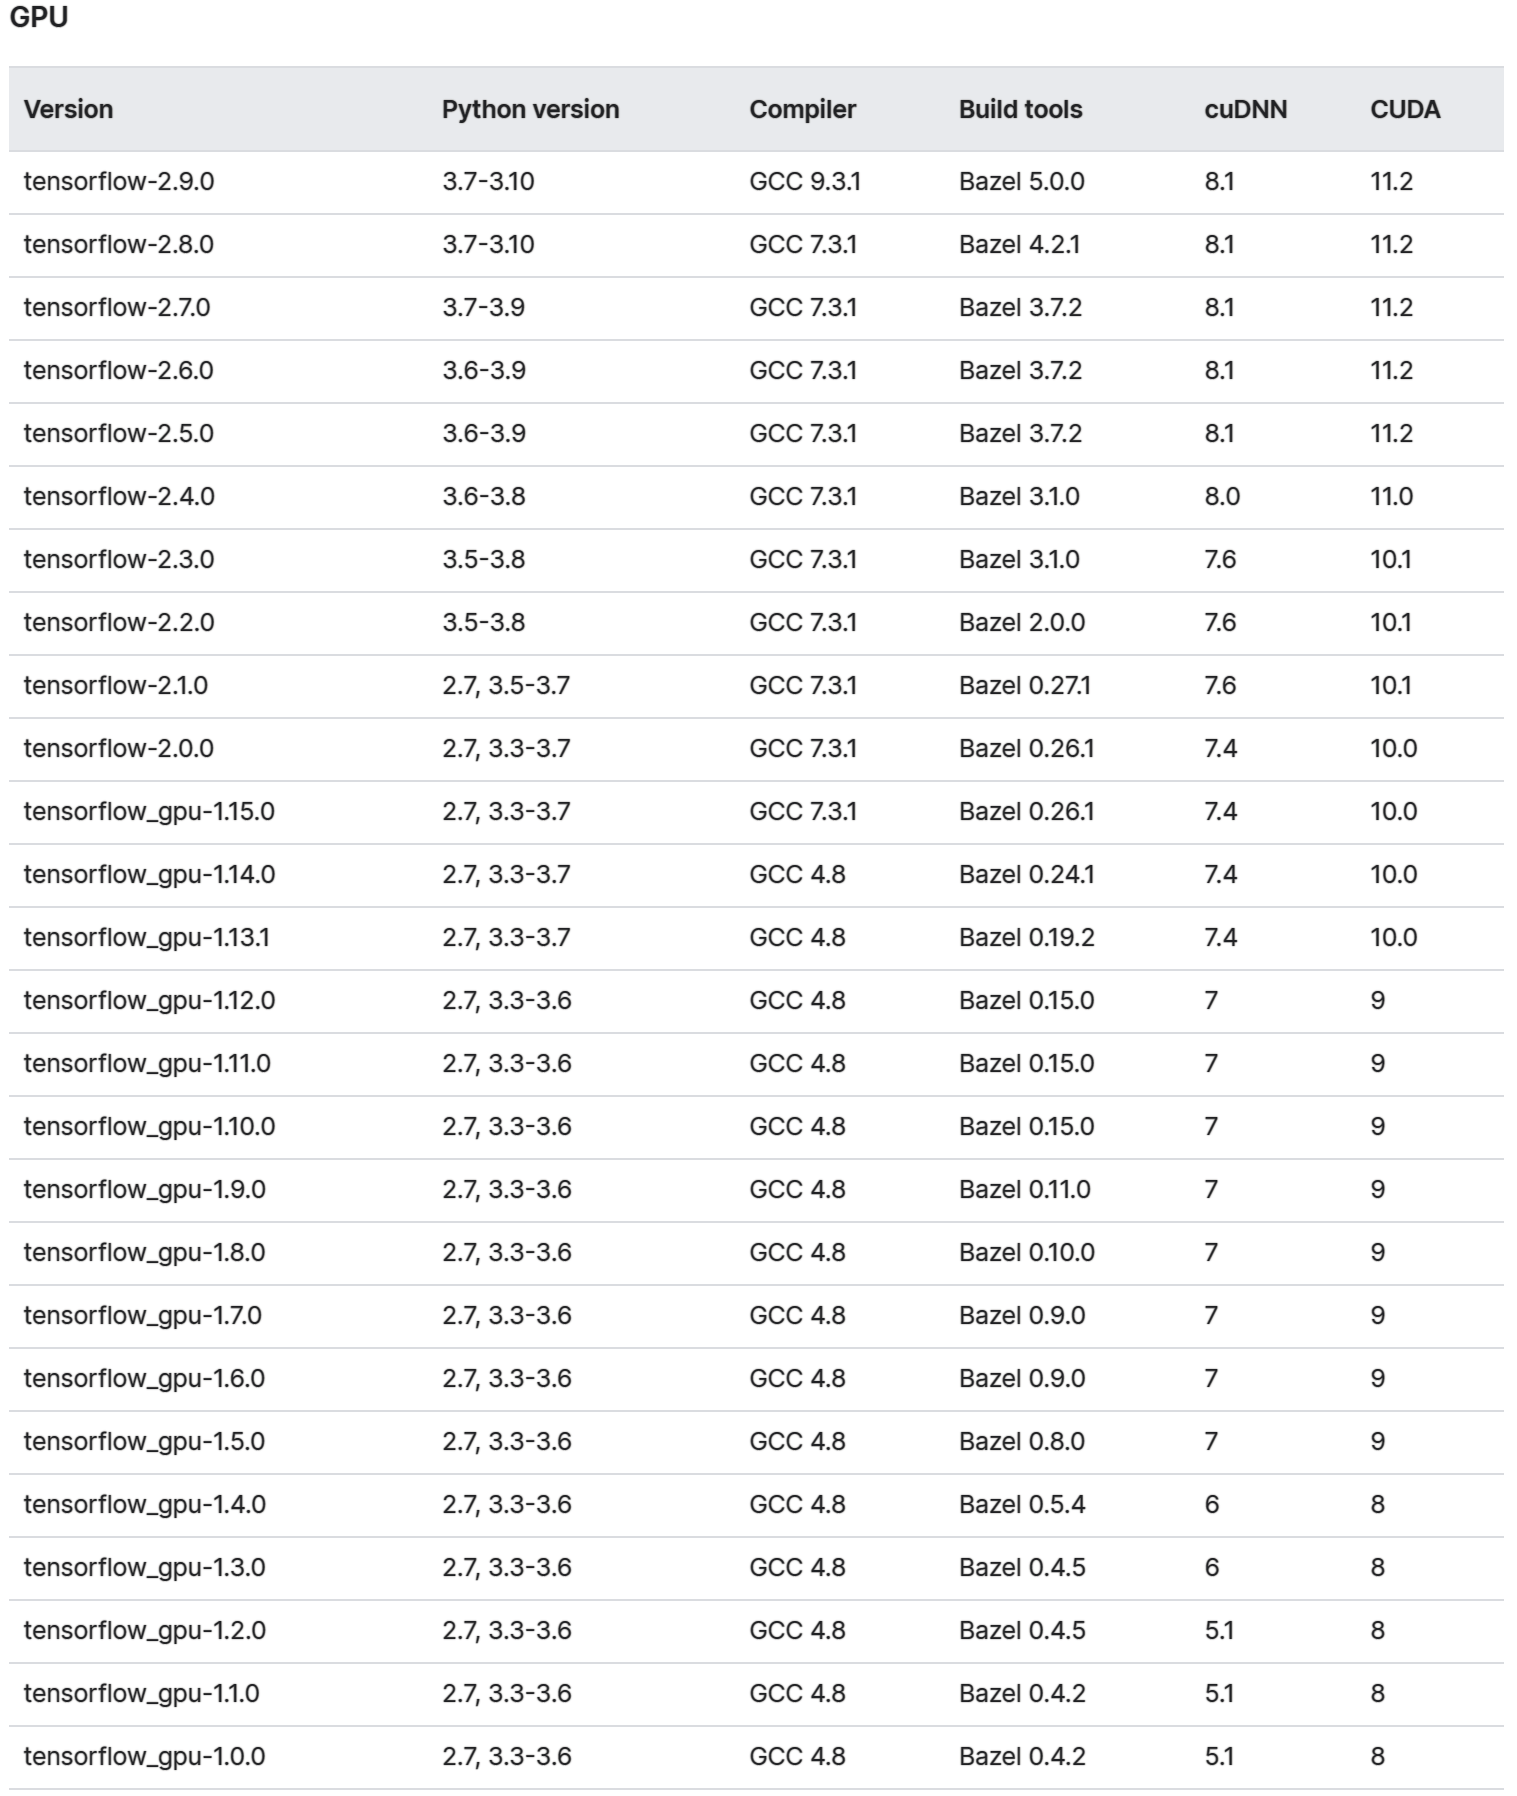 GPU
Version Python version Compiler Build tools cuDNN CUDA
tensorflow-2.9.0 3.7-3.10 GCC 9.3.1 Bazel 5.0.0 8.1 11.2
tensorflow-2.8.0 3.7-3.10 GCC 7.3.1 Bazel 4.2.1 8.1 11.2
tensorflow-2.7.0 3.7-3.9 GCC 7.3.1 Bazel 3.7.2 8.1 11.2
tensorflow-2.6.0 3.6-3.9 GCC 7.3.1 Bazel 3.7.2 8.1 11.2
tensorflow-2.5.0 3.6-3.9 GCC 7.3.1 Bazel 3.7.2 8.1 11.2
tensorflow-2.4.0 3.6-3.8 GCC 7.3.1 Bazel 3.1.0 8.0 11.0
tensorflow-2.3.0 3.5-3.8 GCC 7.3.1 Bazel 3.1.0 7.6 10.1
tensorflow-2.2.0 3.5-3.8 GCC 7.3.1 Bazel 2.0.0 7.6 10.1
tensorflow-2.1.0 2.7, 3.5-3.7 GCC 7.3.1 Bazel 0.27.1 7.6 10.1
tensorflow-2.0.0 2.7, 3.3-3.7 GCC 7.3.1 Bazel 0.26.1 7.4 10.0
tensorflow_gpu-1.15.0 2.7, 3.3-3.7 GCC 7.3.1 Bazel 0.26.1 7.4 10.0
tensorflow_gpu-1.14.0 2.7, 3.3-3.7 GCC 4.8 Bazel 0.24.1 7.4 10.0
tensorflow_gpu-1.13.1 2.7, 3.3-3.7 GCC 4.8 Bazel 0.19.2 7.4 10.0
tensorflow_gpu-1.12.0 2.7, 3.3-3.6 GCC 4.8 Bazel 0.15.0 7 9
tensorflow_gpu-1.11.0 2.7, 3.3-3.6 GCC 4.8 Bazel 0.15.0 7 9
tensorflow_gpu-1.10.0 2.7, 3.3-3.6 GCC 4.8 Bazel 0.15.0 7 9
tensorflow_gpu-1.9.0 2.7, 3.3-3.6 GCC 4.8 Bazel 0.11.0 7 9
tensorflow_gpu-1.8.0 2.7, 3.3-3.6 GCC 4.8 Bazel 0.10.0 7 9
tensorflow_gpu-1.7.0 2.7, 3.3-3.6 GCC 4.8 Bazel 0.9.0 7 9
tensorflow_gpu-1.6.0 2.7, 3.3-3.6 GCC 4.8 Bazel 0.9.0 7 9
tensorflow_gpu-1.5.0 2.7, 3.3-3.6 GCC 4.8 Bazel 0.8.0 7 9
tensorflow_gpu-1.4.0 2.7, 3.3-3.6 GCC 4.8 Bazel 0.5.4 6 8
tensorflow_gpu-1.3.0 2.7, 3.3-3.6 GCC 4.8 Bazel 0.4.5 6 8
tensorflow_gpu-1.2.0 2.7, 3.3-3.6 GCC 4.8 Bazel 0.4.5 5.1 8
tensorflow_gpu-1.1.0 2.7, 3.3-3.6 GCC 4.8 Bazel 0.4.2 5.1 8
tensorflow_gpu-1.0.0 2.7, 3.3-3.6 GCC 4.8 Bazel 0.4.2 5.1 8